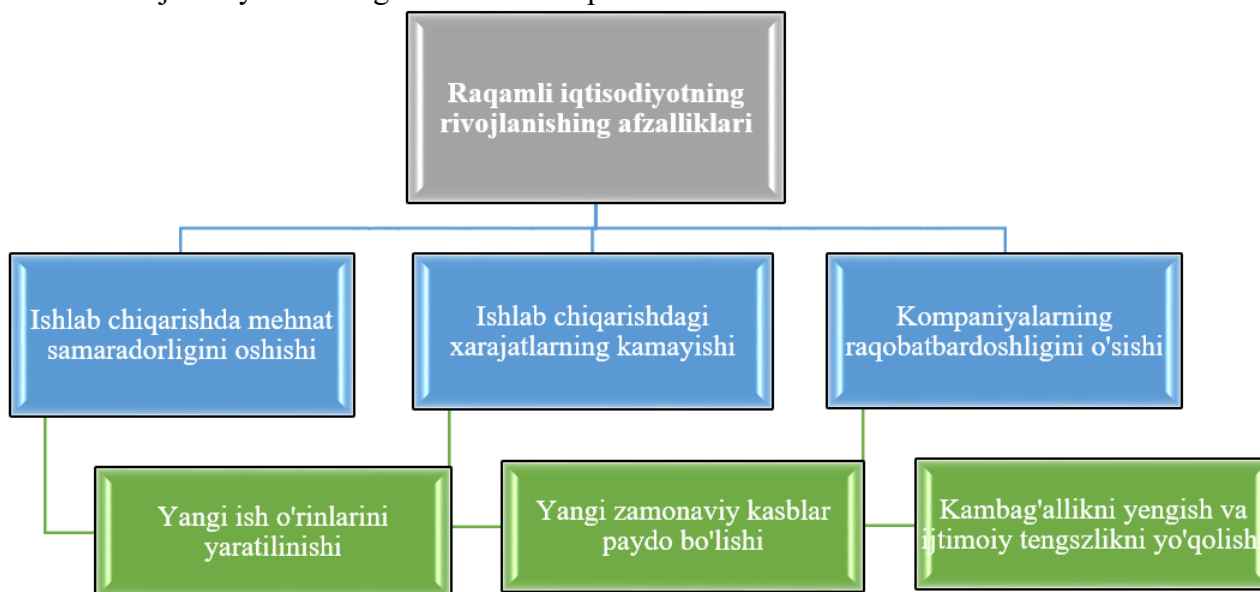 Raqamli iqtisodiyotning
rivojlanishing afzalliklari
Ishlab chiqarishda mehnat
samaradorligini oshishi
Ishlab chiqarishdagi
xarajatlarning kamayishi
Kompaniyalarning
raqobatbardoshligini o'sishi
Yangi ish o'rinlarini
yaratilinishi
Yangi zamonaviy kasblar
paydo bo'lishi
Kambag'allikni yengish va
ijtimoiy tengszlikni yo'qolish